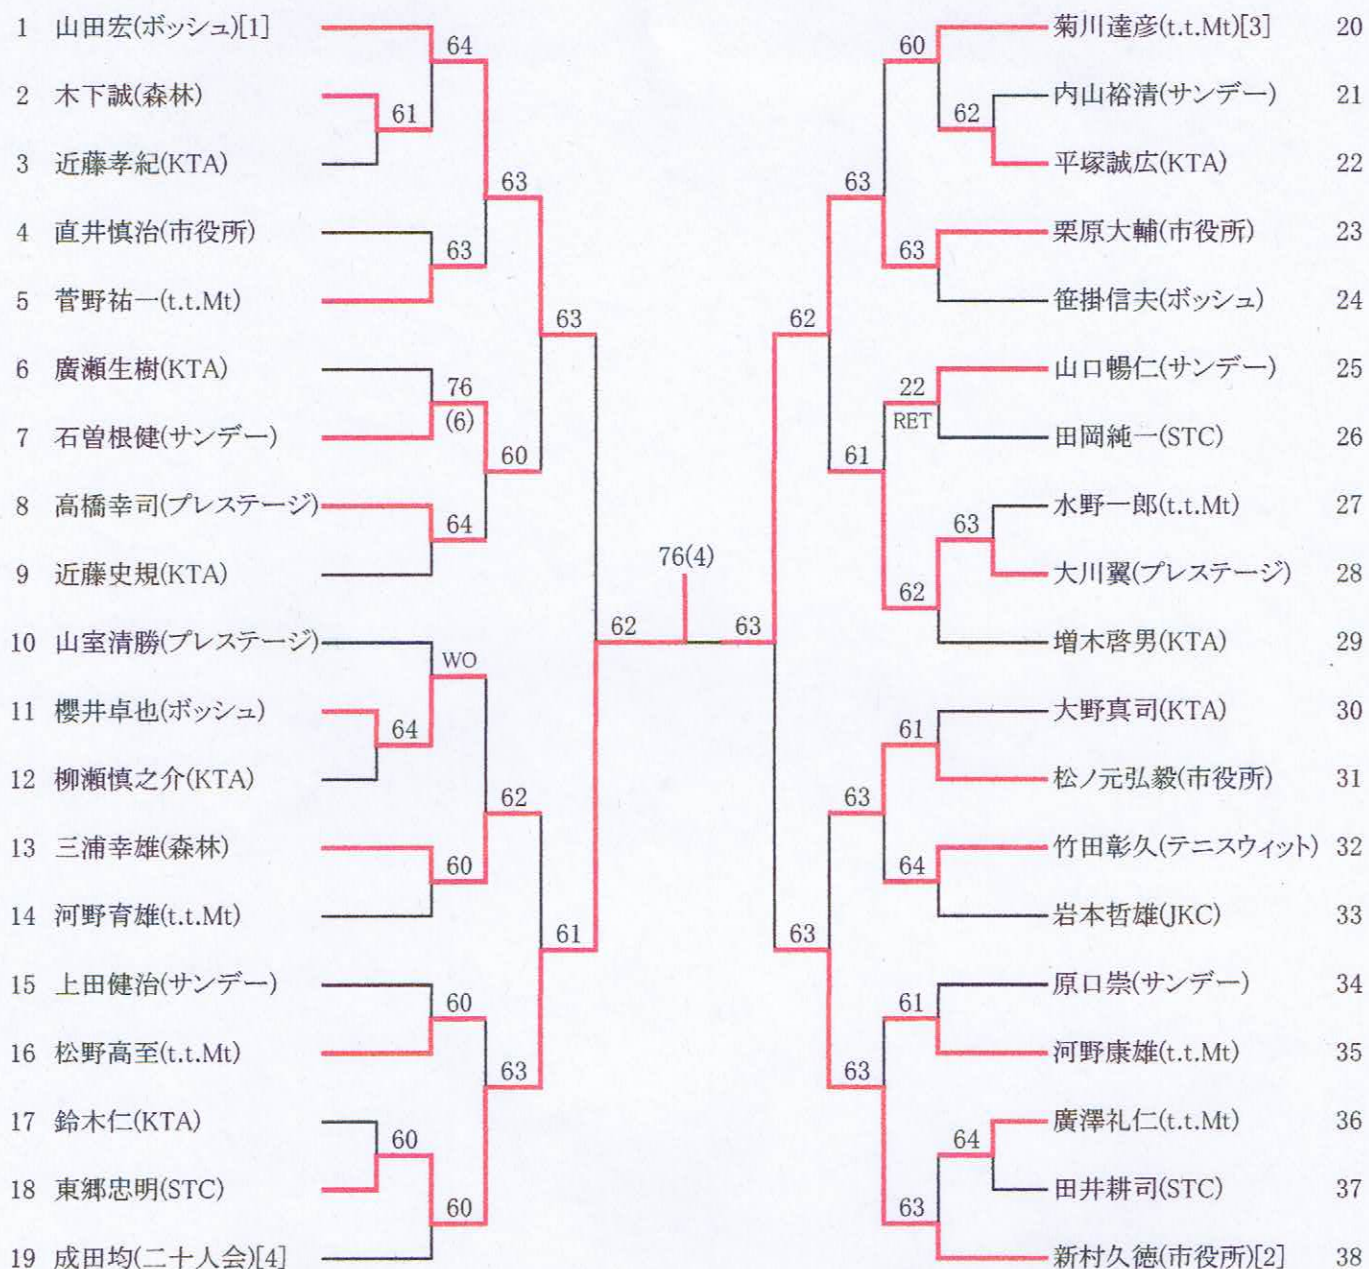 1 山田宏(ボッシュ)[1]
2 木下誠(森林)
3 近藤孝紀(KTA)
4 直井慎治(市役所)
5 菅野祐一(t.t.Mt)
6 廣瀬生樹(KTA)
7 石曽根健(サンデー)
8 高橋幸司(プレステージ)
9 近藤史規(KTA)
10 山室清勝(プレステージ)
11 櫻井卓也(ボッシュ)
12 柳瀬慎之介(KTA)
13 三浦幸雄(森林)
14 河野育雄(t.t.Mt)
15 上田健治(サンデー)
16 松野高至(t.t.Mt)
17 鈴木仁(KTA)
18 東郷忠明(STC)
19 成田均(二十人会)[4]
61
64
60
64
63
76
(6)
64
WO
60
60
60
63
60
62
63
63
61
62
76(4)
63
62
63
63
61
63
63
60
63
22
RET
62
61
64
61
63
62
63
64
菊川達彦(t.t.Mt)[3] 20
内山裕清(サンデー) 21
平塚誠広(KTA) 22
栗原大輔(市役所) 23
笹掛信夫(ボッシュ) 24
山口暢仁(サンデー) 25
田岡純一(STC) 26
水野一郎(t.t.Mt) 27
大川翼(プレステージ) 28
増木啓男(KTA) 29
大野真司(KTA) 30
松ノ元弘毅(市役所) 31
竹田彰久(テニスウィット) 32
岩本哲雄(JKC) 33
原口崇(サンデー) 34
河野康雄(t.t.Mt) 35
廣澤礼仁(t.t.Mt) 36
田井耕司(STC) 37
新村久徳(市役所)[2] 38